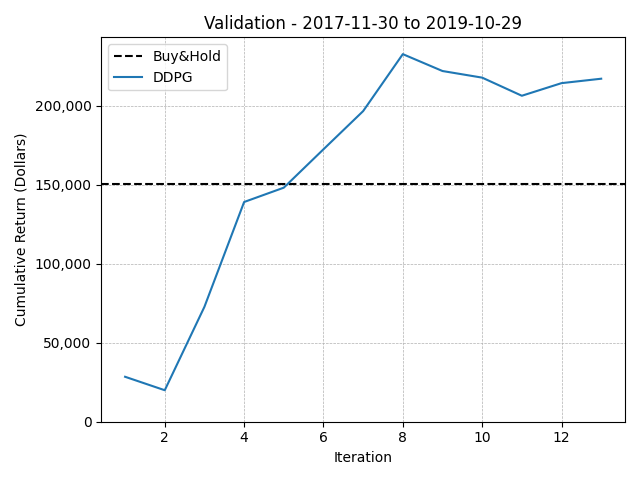 Validation - 2017-11-30 to 2019-10-29
Buy&Hold
DDPG
Cumulative Return (Dollars)
200,000
150,000
100,000
50,000
0
2 4 6 8 10 12
Iteration